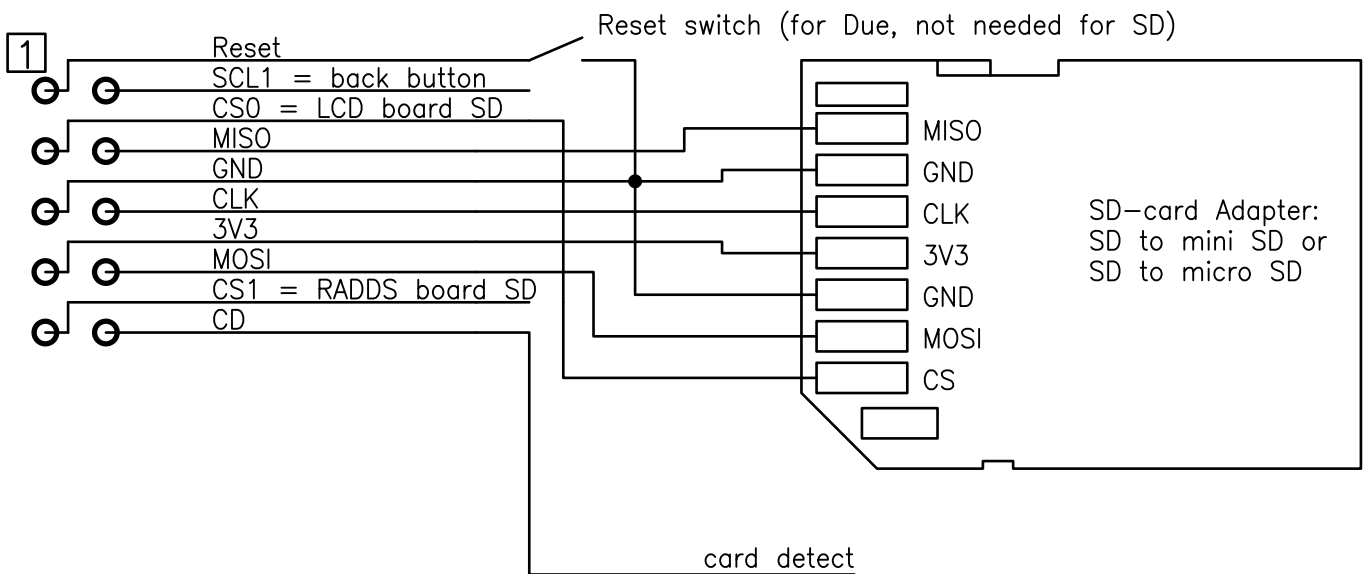 Reset switch (for Due, not needed for SD)
1
Reset
SCL1 = back button
CS0 = LCD board SD
MISO
GND
CLK
3V3
MOSI
CS1 = RADDS board SD
CD
MISO
GND
CLK
3V3
GND
MOSI
CS
SD-card Adapter:
SD to mini SD or
SD to micro SD
card detect